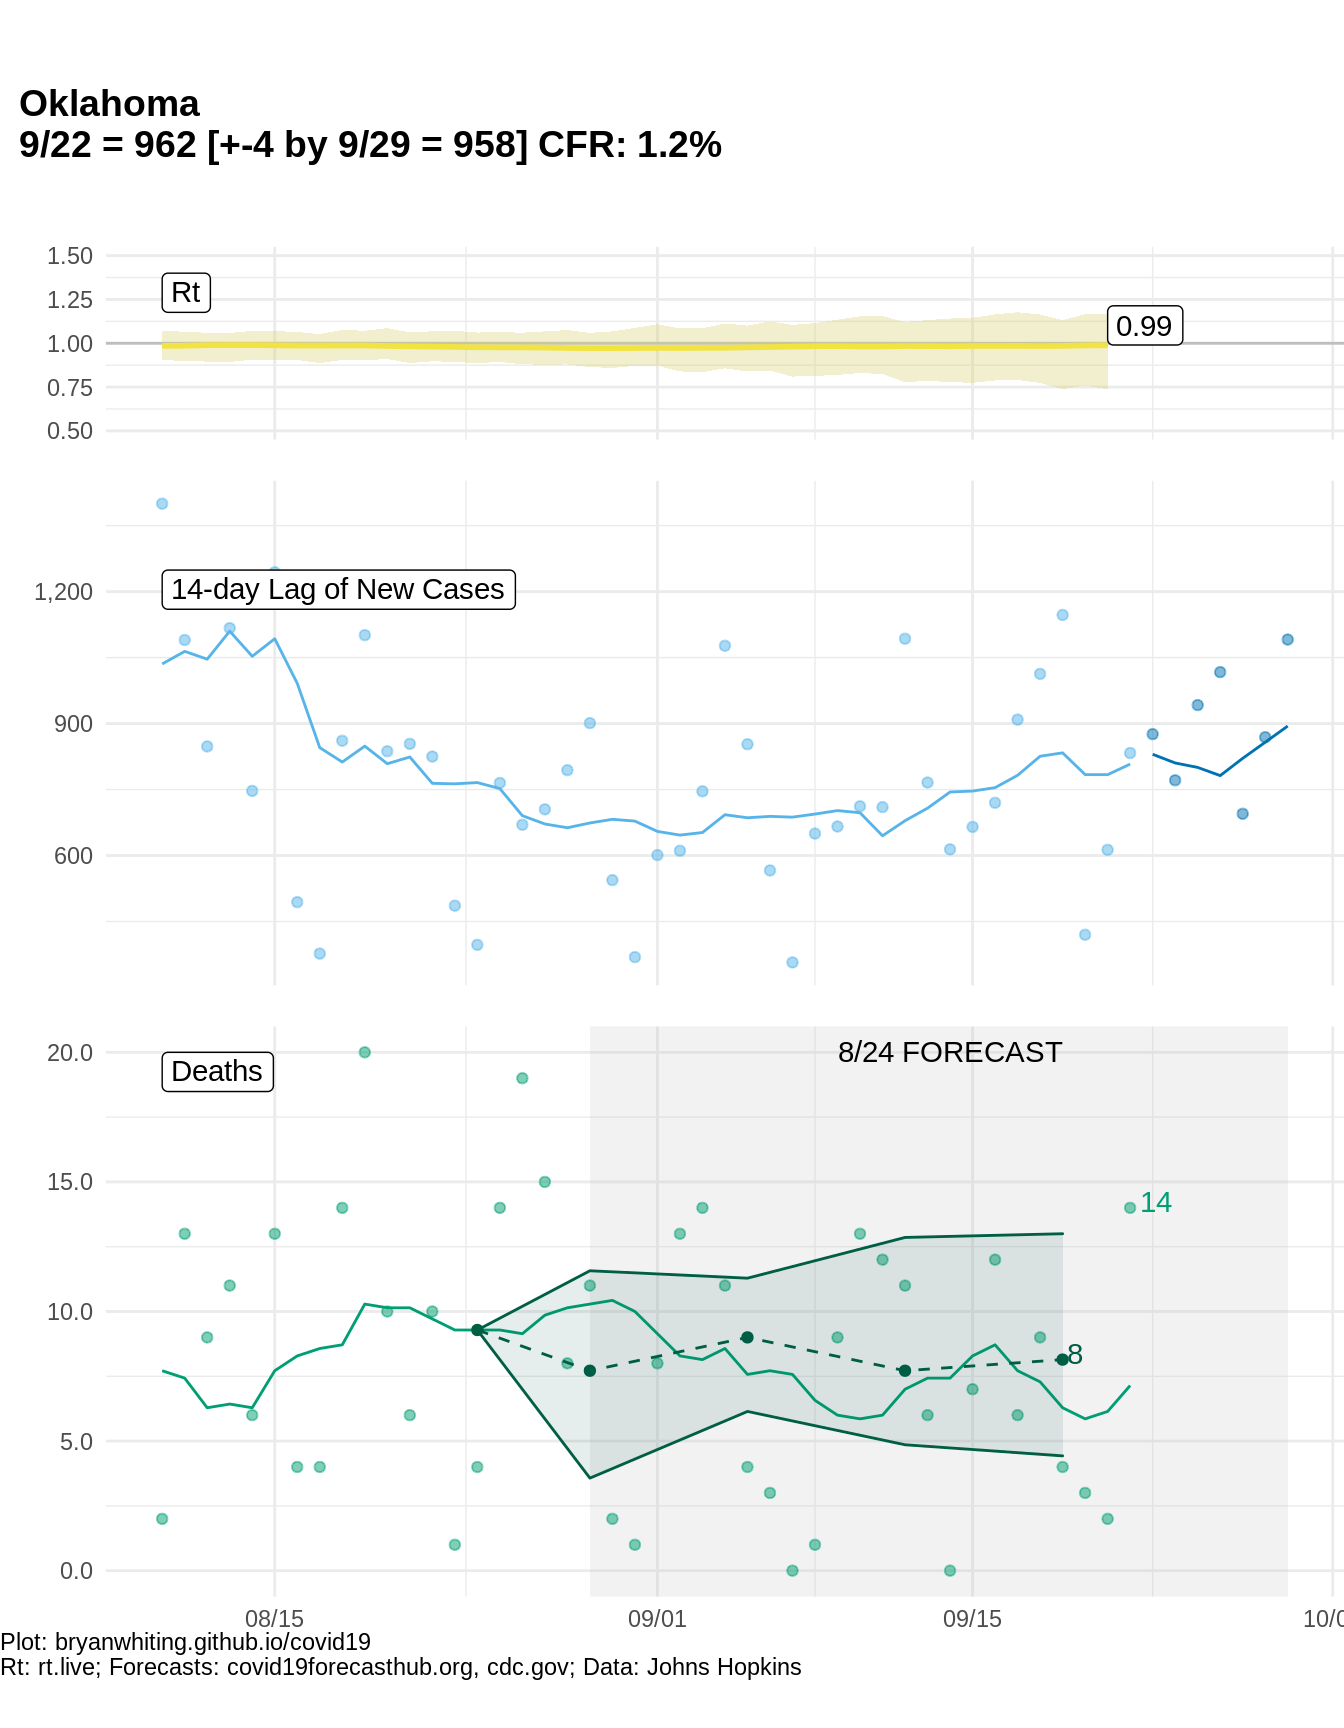 Oklahoma
9/22 = 962 [+-4 by 9/29 = 958] CFR: 1.2%
1.50
Rt
1.25
0.99
1.00
0.75
0.50
14-day Lag of New Cases
1,200
900
600
8/24 FORECAST
20.0
Deaths
15.0
14
10.0
8
5.0
0.0
08/15 09/01 09/15 10/0
Plot: bryanwhiting.github.io/covid19
Rt: rt.live; Forecasts: covid19forecasthub.org, cdc.gov; Data: Johns Hopkins